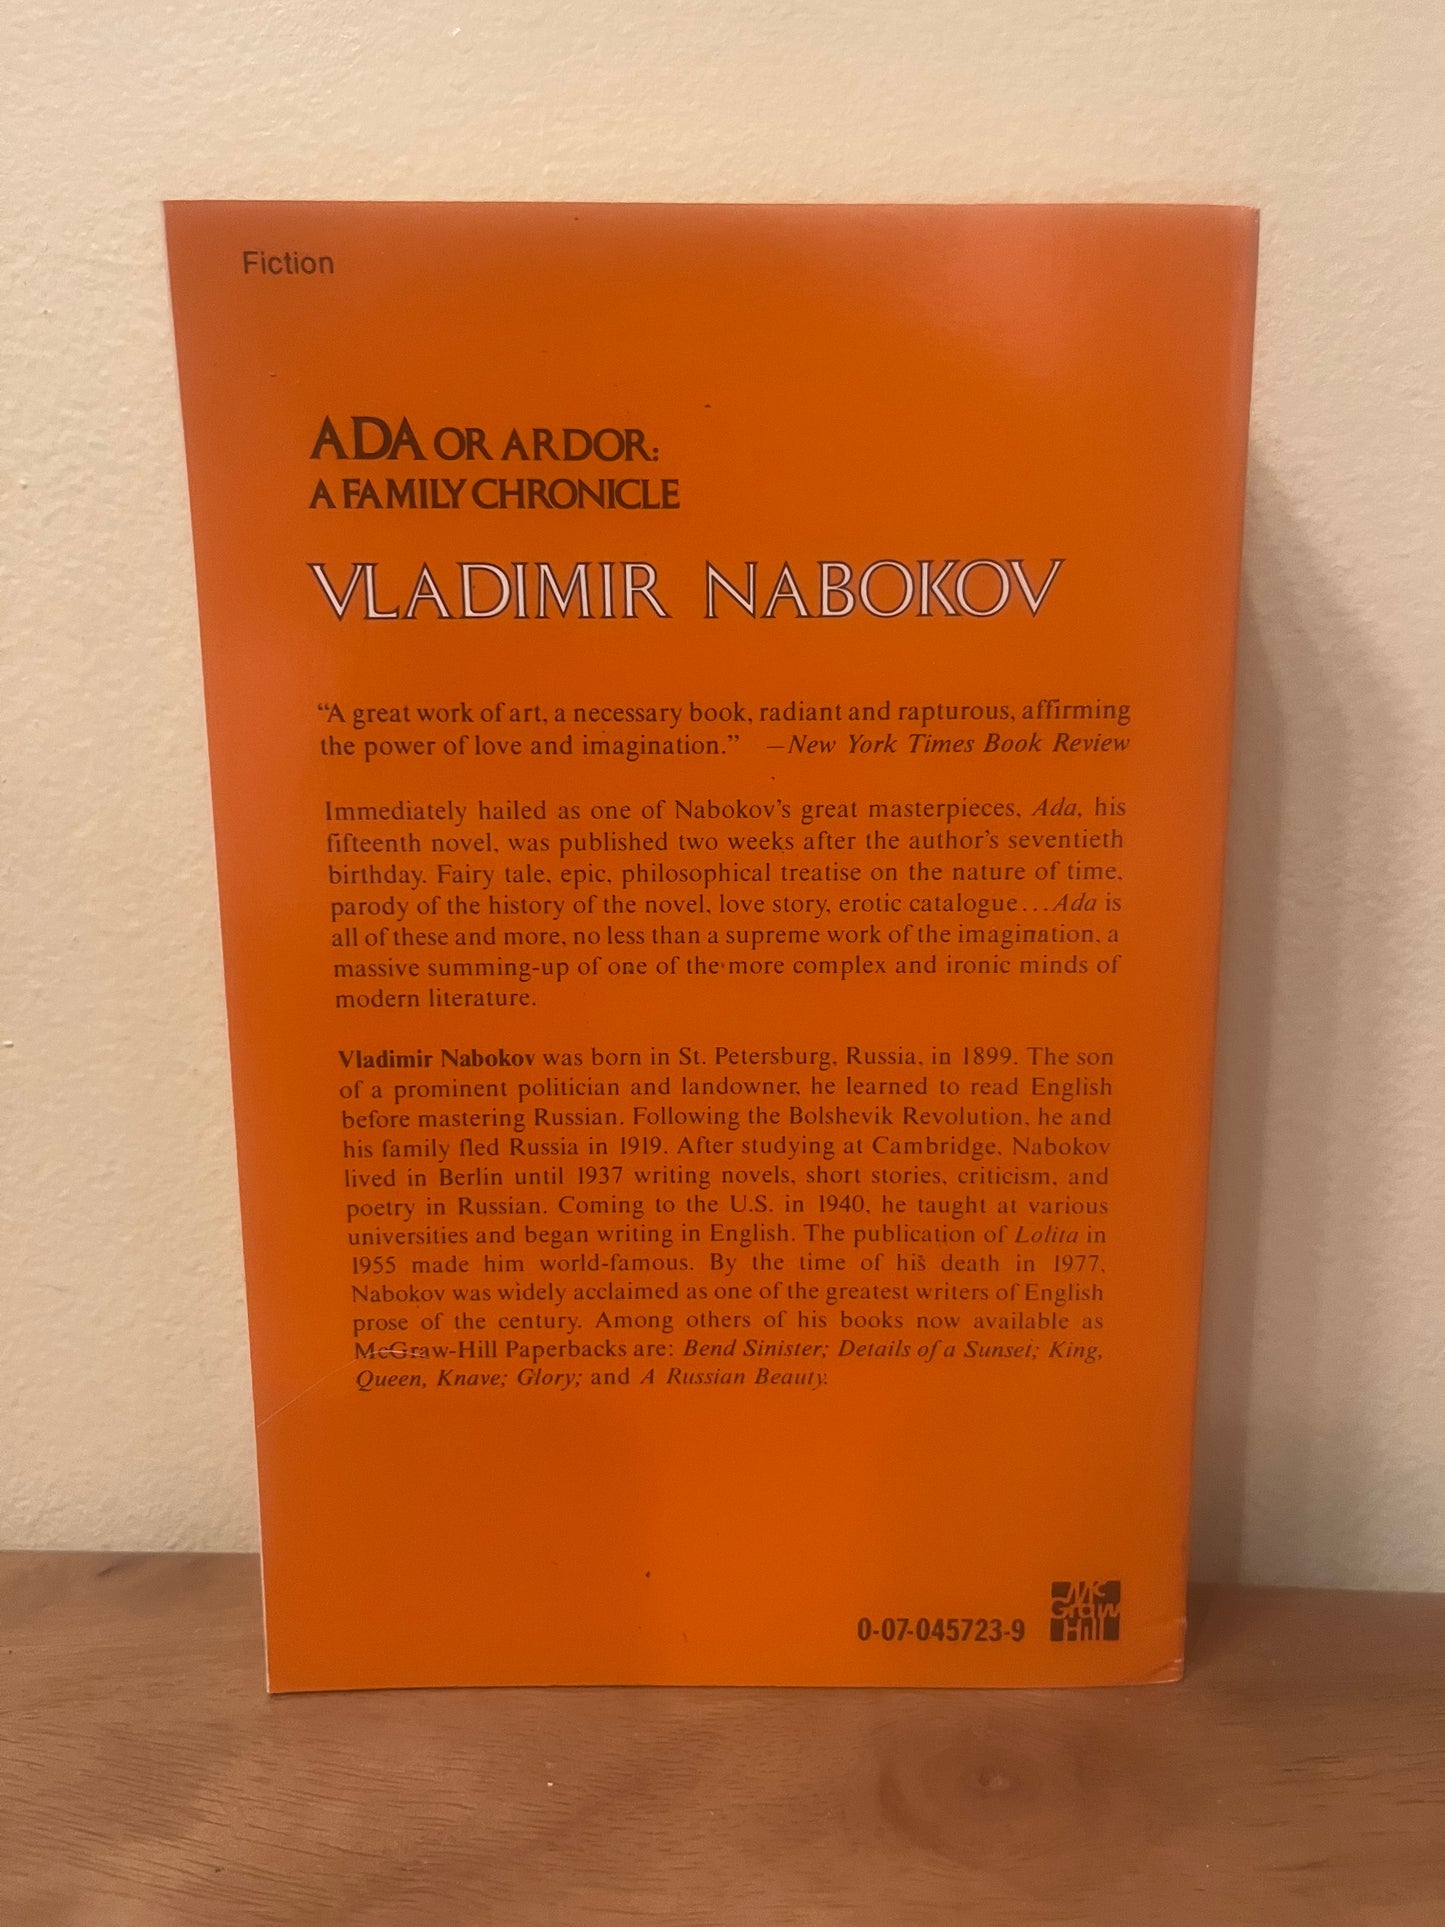 Fiction
ADA OR ARDOR:
A FAMILY CHRONICLE
VLADIMIR NABOKOV
“A great work of art, a necessary book, radiant and rapturous, affirming
the power of love and imagination.” —New York Times Book Review
Immediately hailed as one of Nabokov’s great masterpieces, Ada, his
fifteenth novel, was published two weeks after the author’s seventieth
birthday. Fairy tale, epic, philosophical treatise on the nature of time,
parody of the history of the novel, love story, erotic catalogue...Ada is
all of these and more, no less than a supreme work of the imagination, a
massive summing-up of one of the more complex and ironic minds of
modern literature.
Vladimir Nabokov was born in St. Petersburg, Russia, in 1899. The son
of a prominent politician and landowner, he learned to read English
before mastering Russian. Following the Bolshevik Revolution, he and
his family fled Russia in 1919. After studying at Cambridge, Nabokov
lived in Berlin until 1937 writing novels, short stories, criticism, and
poetry in Russian. Coming to the U.S. in 1940, he taught at various
universities and began writing in English. The publication of Lolita in
1955 made him world-famous. By the time of his death in 1977,
Nabokov was widely acclaimed as one of the greatest writers of English
prose of the century. Among others of his books now available as
McGraw-Hill Paperbacks are: Bend Sinister; Details of a Sunset; King,
Queen, Knave; Glory; and A Russian Beauty.
0-07-045723-9
Mc
Graw
Hill